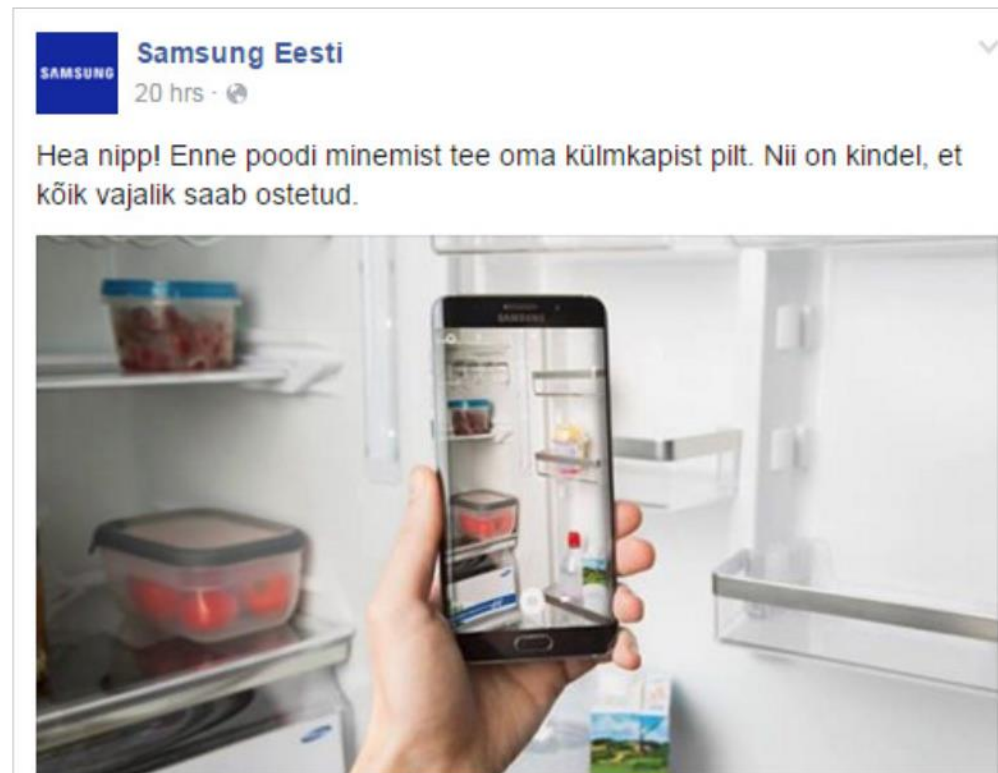 SAMSUNG
Samsung Eesti
20 hrs ·
Hea nipp! Enne poodi minemist tee oma külmkapist pilt. Nii on kindel, et
kõik vajalik saab ostetud.
SAMSUNG